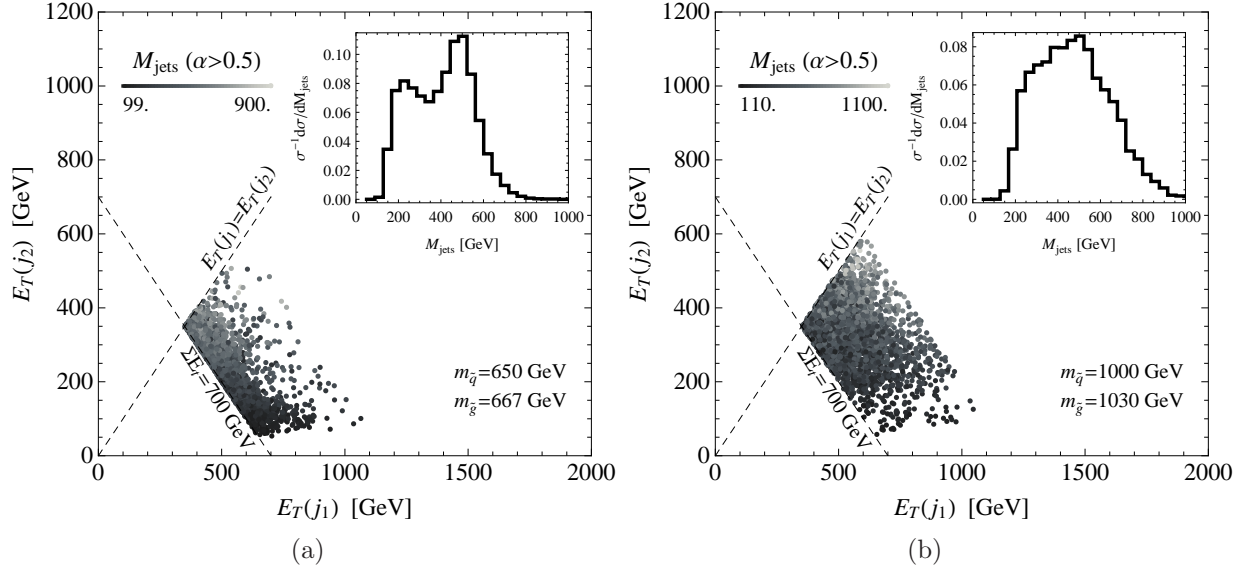 1200
1000
800
600
400
200
0
E_T(j_2) [GeV]
M_jets (α>0.5)
99. 900.
0.10
0.08
0.06
0.04
0.02
0.00
σ⁻¹dσ/dM_jets
200 400 600 800 1000
M_jets [GeV]
E_T(j_1)=E_T(j_2)
ΣE_t=700 GeV
m_q̃=650 GeV
m_g̃=667 GeV
0 500 1000 1500 2000
E_T(j_1) [GeV]
(a)
1200
1000
800
600
400
200
0
E_T(j_2) [GeV]
M_jets (α>0.5)
110. 1100.
0.08
0.06
0.04
0.02
0.00
σ⁻¹dσ/dM_jets
200 400 600 800 1000
M_jets [GeV]
E_T(j_1)=E_T(j_2)
ΣE_t=700 GeV
m_q̃=1000 GeV
m_g̃=1030 GeV
0 500 1000 1500 2000
E_T(j_1) [GeV]
(b)